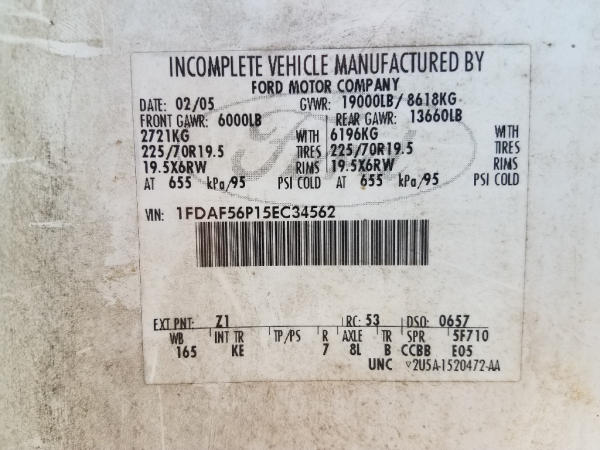 INCOMPLETE VEHICLE MANUFACTURED BY
FORD MOTOR COMPANY
DATE: 02/05 GVWR: 19000LB/ 8618KG
FRONT GAWR: 6000LB REAR GAWR: 13660LB
2721KG WITH 6196KG WITH
225/70R19.5 TIRES 225/70R19.5 TIRES
19.5X6RW RIMS 19.5X6RW RIMS
AT 655 kPa/95 PSI COLD AT 655 kPa/95 PSI COLD
VIN: 1FDAF56P15EC34562
EXT PNT: Z1 RC: 53 DSO: 0657
WB INT TR TP/PS R AXLE TR SPR 5F710
165 KE 7 8L B CCBB E05
UNC V2U5A-1520472-AA